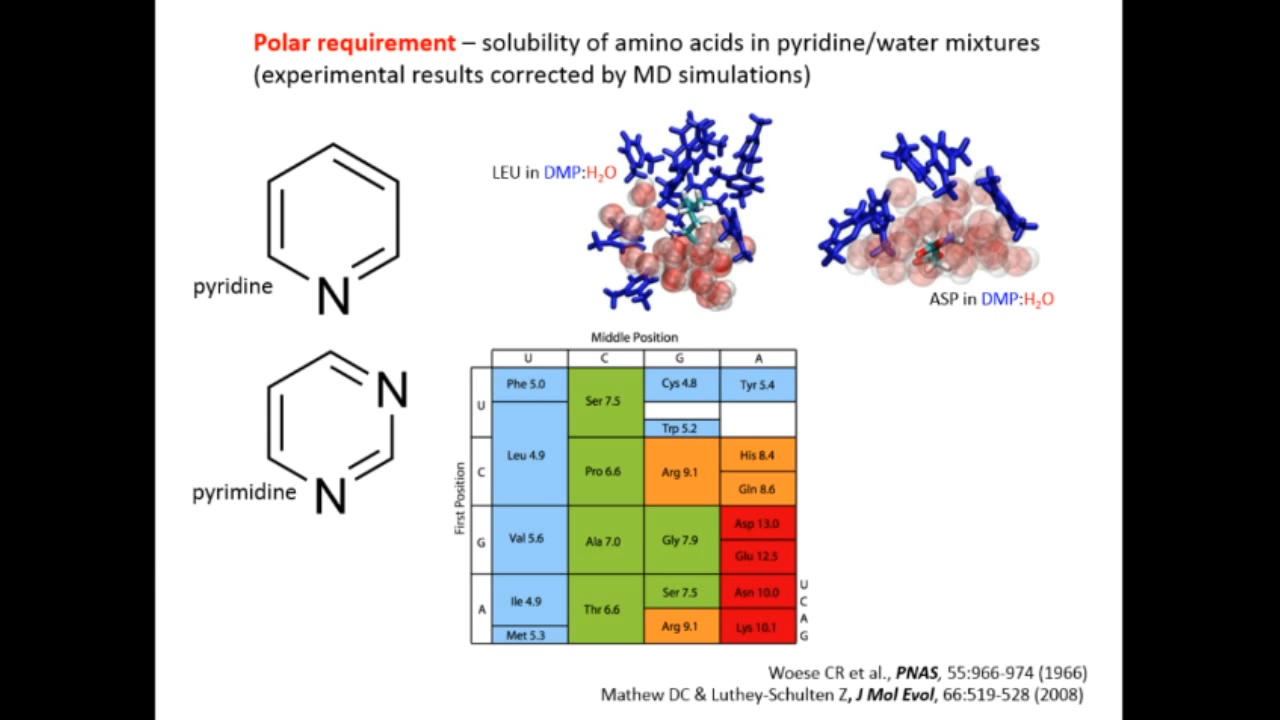 Polar requirement – solubility of amino acids in pyridine/water mixtures
(experimental results corrected by MD simulations)
LEU in DMP:H₂O
ASP in DMP:H₂O
pyridine
N
pyrimidine
N
N
Middle Position
U C G A
First Position
U
C
G
A
Phe 5.0
Ser 7.5
Cys 4.8
Tyr 5.4
Trp 5.2
Leu 4.9
Pro 6.6
Arg 9.1
His 8.4
Gln 8.6
Val 5.6
Ala 7.0
Gly 7.9
Asp 13.0
Glu 12.5
Ile 4.9
Thr 6.6
Ser 7.5
Asn 10.0
Met 5.3
Arg 9.1
Lys 10.1
U
C
A
G
Woese CR et al., PNAS, 55:966-974 (1966)
Mathew DC & Luthey-Schulten Z, J Mol Evol, 66:519-528 (2008)